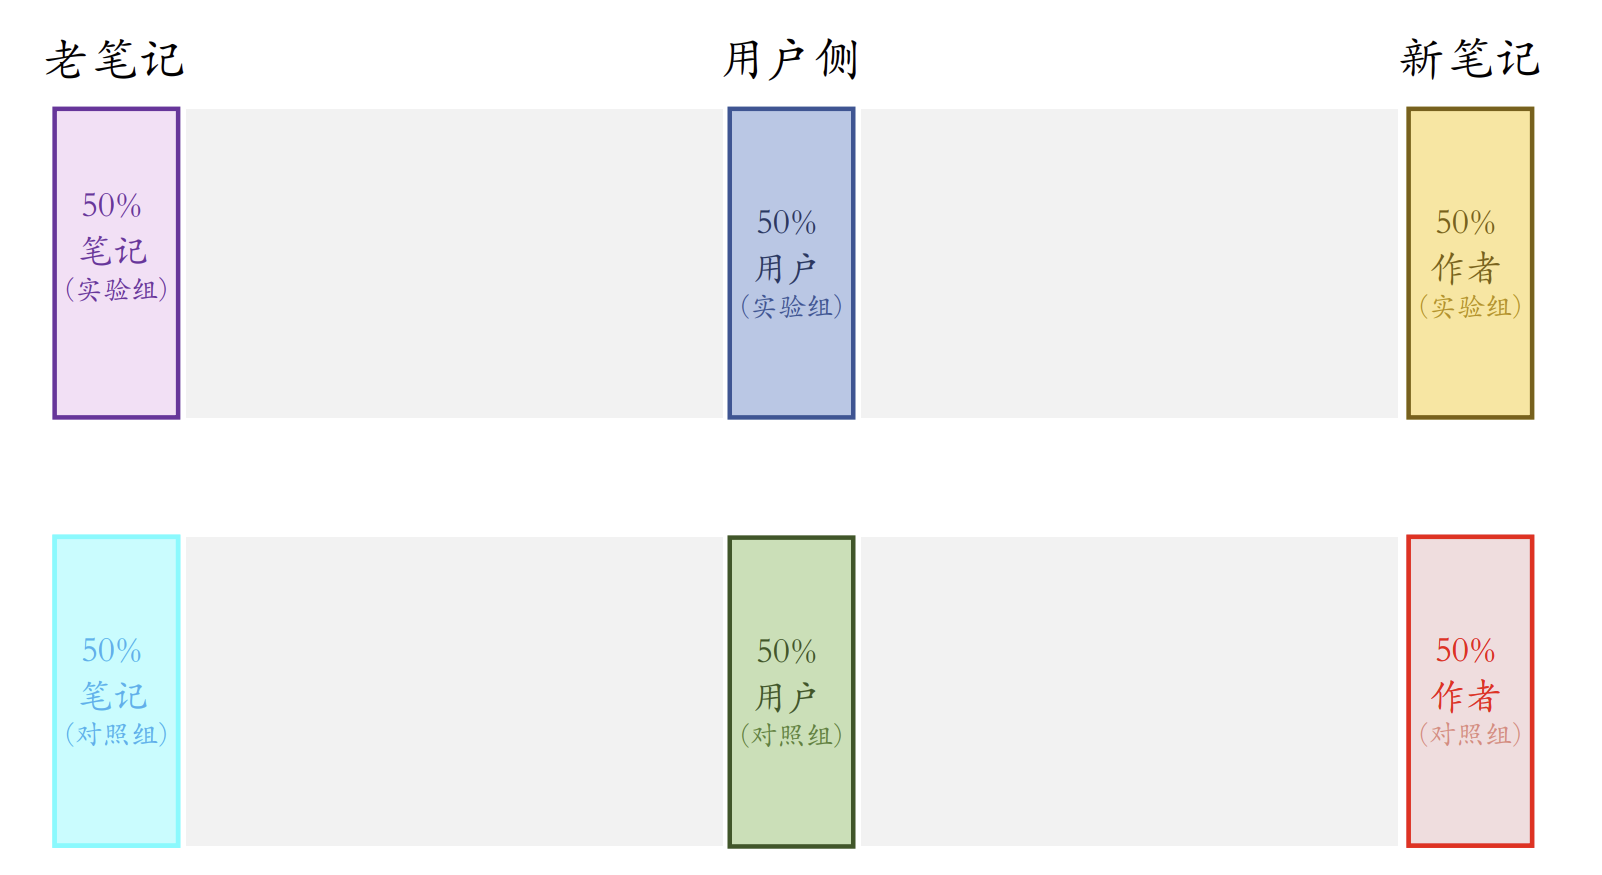 老笔记
用户侧
新笔记
50%
笔记
(实验组)
50%
用户
(实验组)
50%
作者
(实验组)
50%
笔记
(对照组)
50%
用户
(对照组)
50%
作者
(对照组)